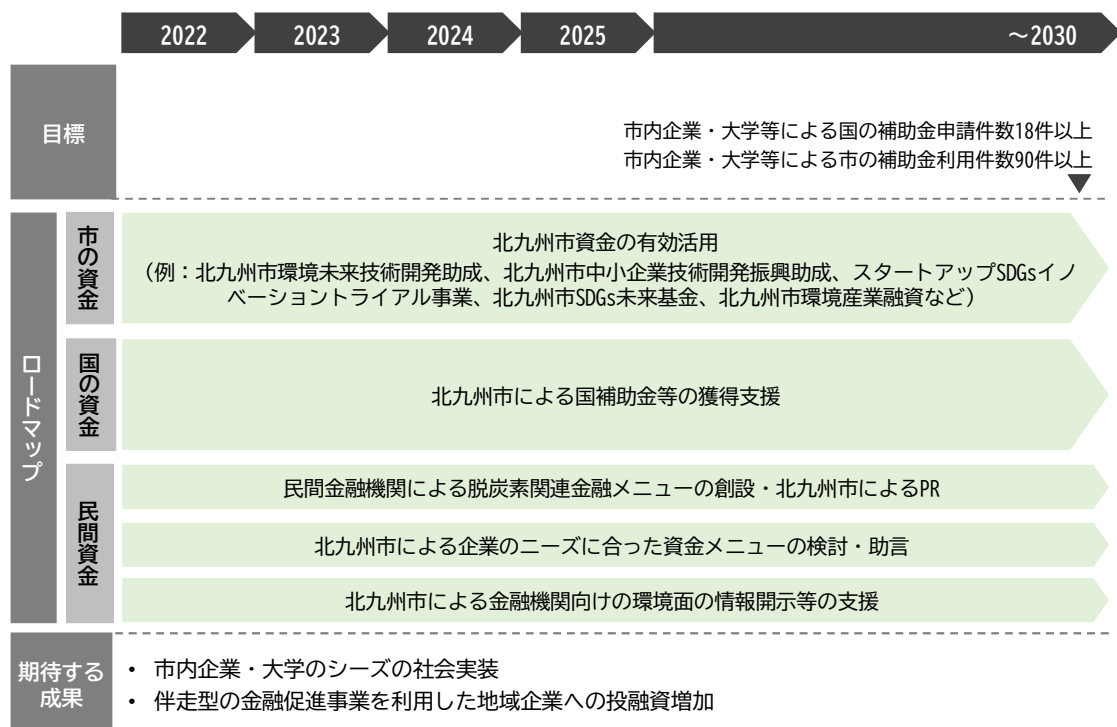 2022 2023 2024 2025 ～2030
目標
市内企業・大学等による国の補助金申請件数18件以上
市内企業・大学等による市の補助金利用件数90件以上
ロードマップ
市の資金
北九州市資金の有効活用
（例：北九州市環境未来技術開発助成、北九州市中小企業技術開発振興助成、スタートアップSDGsイノ
ベーショントライアル事業、北九州市SDGs未来基金、北九州市環境産業融資など）
国の資金
北九州市による国補助金等の獲得支援
民間資金
民間金融機関による脱炭素関連金融メニューの創設・北九州市によるPR
北九州市による企業のニーズに合った資金メニューの検討・助言
北九州市による金融機関向けの環境面の情報開示等の支援
期待する
成果
• 市内企業・大学のシーズの社会実装
• 伴走型の金融促進事業を利用した地域企業への投融資増加